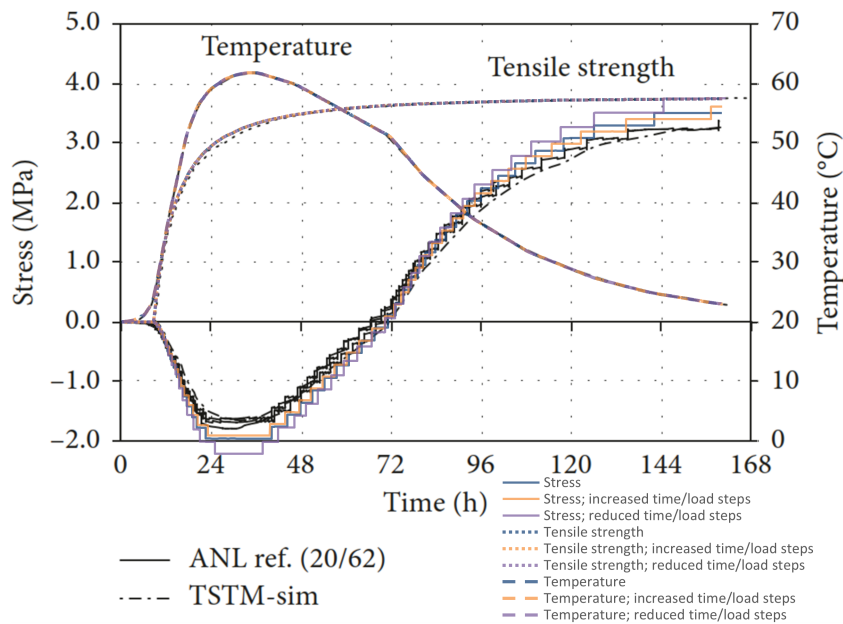 5.0
4.0
3.0
2.0
1.0
0.0
−1.0
−2.0
Stress (MPa)
Temperature
Tensile strength
70
60
50
40
30
20
10
0
Temperature (°C)
0
24
48
72
96
120
144
168
Time (h)
ANL ref. (20/62)
TSTM-sim
Stress
Stress; increased time/load steps
Stress; reduced time/load steps
Tensile strength
Tensile strength; increased time/load steps
Tensile strength; reduced time/load steps
Temperature
Temperature; increased time/load steps
Temperature; reduced time/load steps